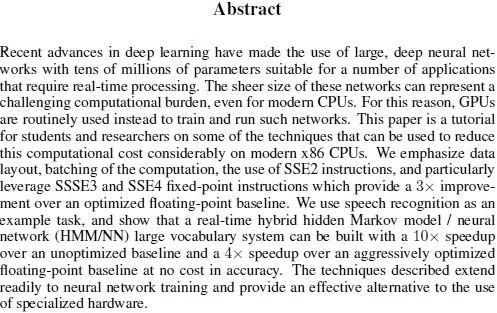 Abstract
Recent advances in deep learning have made the use of large, deep neural net-
works with tens of millions of parameters suitable for a number of applications
that require real-time processing. The sheer size of these networks can represent a
challenging computational burden, even for modern CPUs. For this reason, GPUs
are routinely used instead to train and run such networks. This paper is a tutorial
for students and researchers on some of the techniques that can be used to reduce
this computational cost considerably on modern x86 CPUs. We emphasize data
layout, batching of the computation, the use of SSE2 instructions, and particularly
leverage SSSE3 and SSE4 fixed-point instructions which provide a 3× improve-
ment over an optimized floating-point baseline. We use speech recognition as an
example task, and show that a real-time hybrid hidden Markov model / neural
network (HMM/NN) large vocabulary system can be built with a 10× speedup
over an unoptimized baseline and a 4× speedup over an aggressively optimized
floating-point baseline at no cost in accuracy. The techniques described extend
readily to neural network training and provide an effective alternative to the use
of specialized hardware.